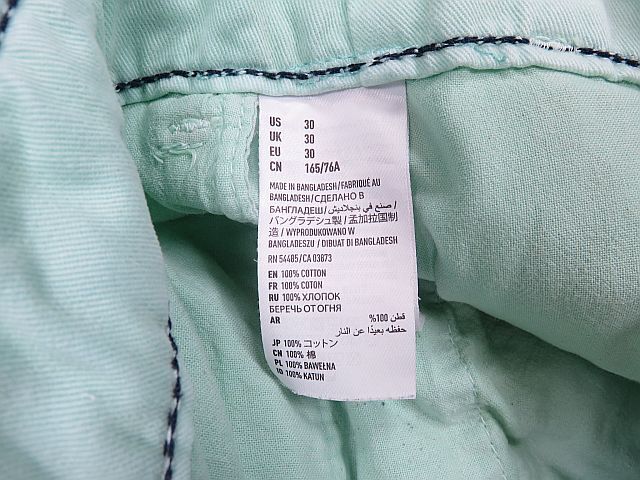 US 30
UK 30
EU 30
CN 165/76A
MADE IN BANGLADESH/FABRIQUÉ AU
BANGLADESH/СДЕЛАНО В
БАНГЛАДЕШ/صنع في بنجلاديش/
バングラデシュ製/孟加拉国制
造/WYPRODUKOWANO W
BANGLADESZU/DIBUAT DI BANGLADESH
RN 54485/CA 03873
EN 100% COTTON
FR 100% COTON
RU 100% ХЛОПОК
БЕРЕЧЬ ОТ ОГНЯ
AR قطن 100%
حفظه بعيدًا عن النار
JP 100% コットン
CN 100% 棉
PL 100% BAWEŁNA
ID 100% KATUN